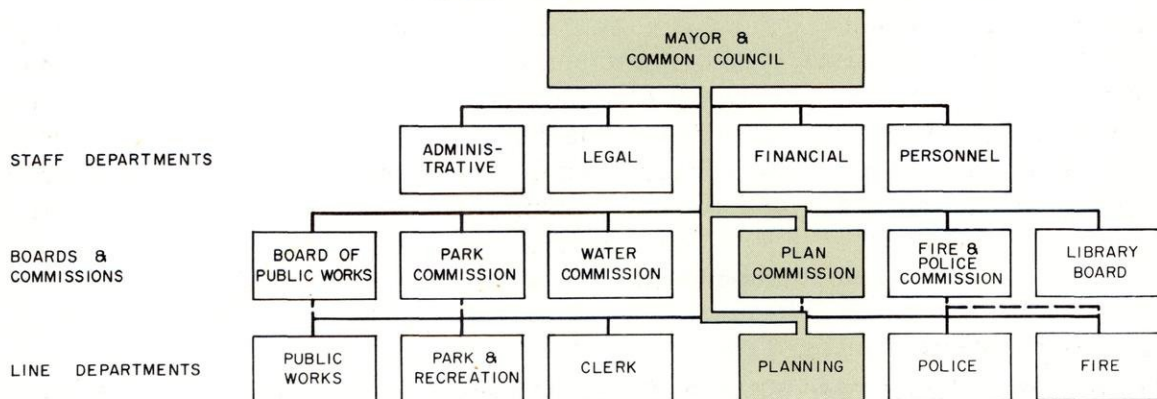 MAYOR &
COMMON COUNCIL
STAFF DEPARTMENTS
ADMINIS-
TRATIVE
LEGAL
FINANCIAL
PERSONNEL
BOARDS &
COMMISSIONS
BOARD OF
PUBLIC WORKS
PARK
COMMISSION
WATER
COMMISSION
PLAN
COMMISSION
FIRE &
POLICE
COMMISSION
LIBRARY
BOARD
LINE DEPARTMENTS
PUBLIC
WORKS
PARK &
RECREATION
CLERK
PLANNING
POLICE
FIRE